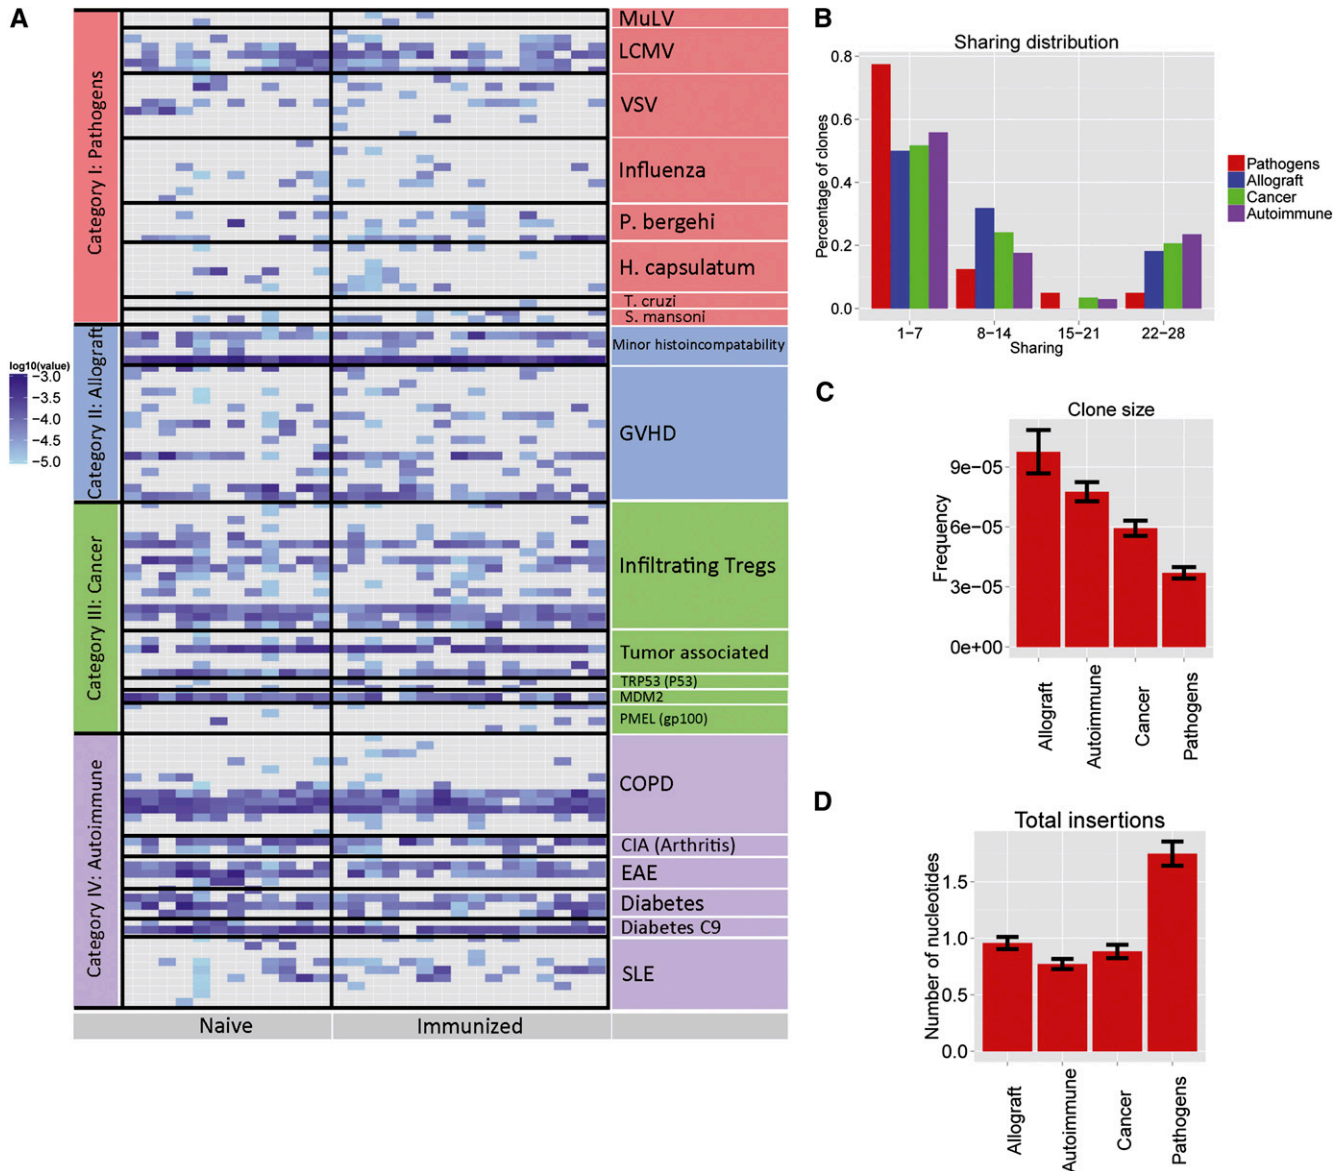 A
Category I: Pathogens
Category II: Allograft
Category III: Cancer
Category IV: Autoimmune
log10(value)
−3.0
−3.5
−4.0
−4.5
−5.0
MuLV
LCMV
VSV
Influenza
P. bergehi
H. capsulatum
T. cruzi
S. mansoni
Minor histoincompatability
GVHD
Infiltrating Tregs
Tumor associated
TRP53 (P53)
MDM2
PMEL (gp100)
COPD
CIA (Arthritis)
EAE
Diabetes
Diabetes C9
SLE
Naive
Immunized
B
Sharing distribution
Percentage of clones
0.8
0.6
0.4
0.2
0.0
1−7
8−14
15−21
22−28
Sharing
Pathogens
Allograft
Cancer
Autoimmune
C
Clone size
Frequency
9e−05
6e−05
3e−05
0e+00
Allograft
Autoimmune
Cancer
Pathogens
D
Total insertions
Number of nucleotides
1.5
1.0
0.5
0.0
Allograft
Autoimmune
Cancer
Pathogens